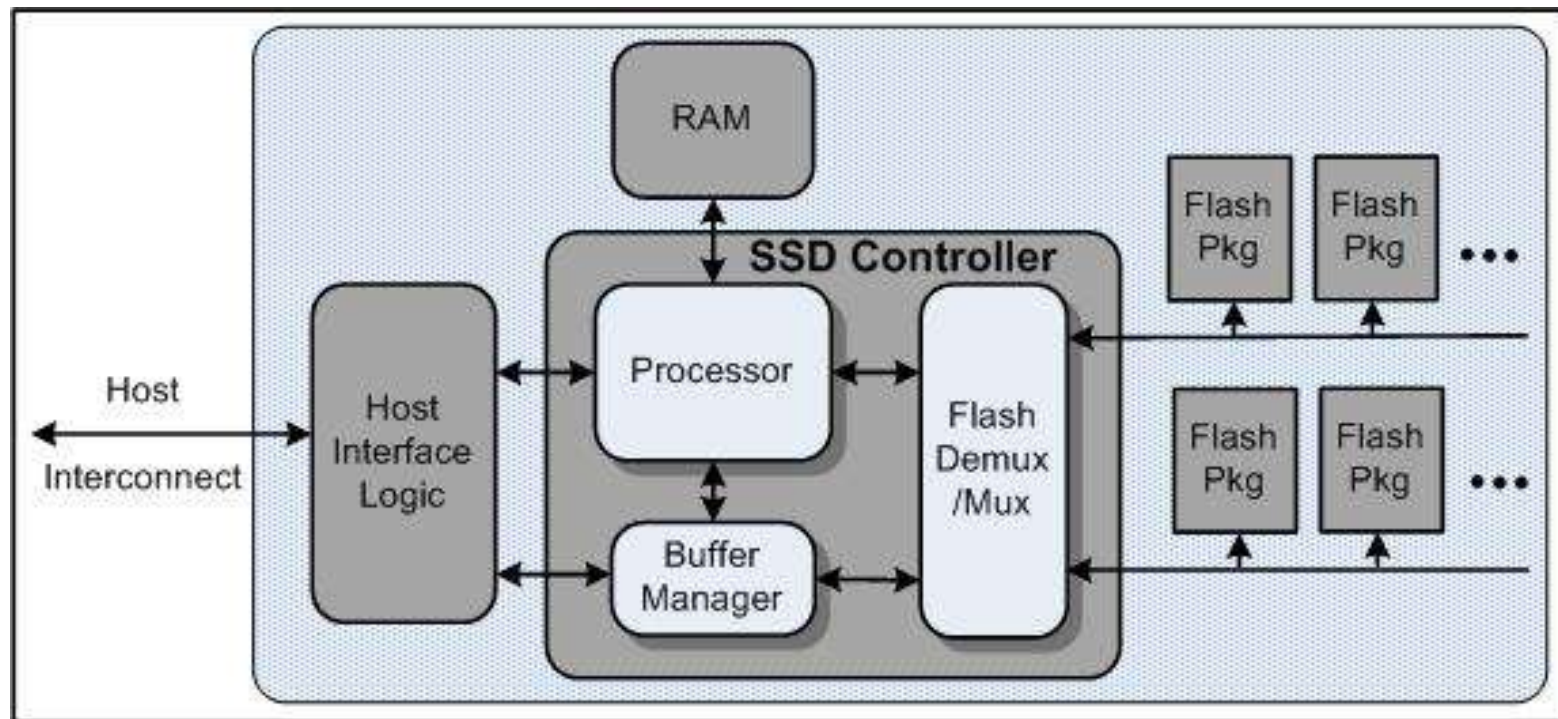 RAM
SSD Controller
Flash
Pkg
Flash
Pkg
...
Host
Interconnect
Host
Interface
Logic
Processor
Flash
Demux
/Mux
Buffer
Manager
Flash
Pkg
Flash
Pkg
...